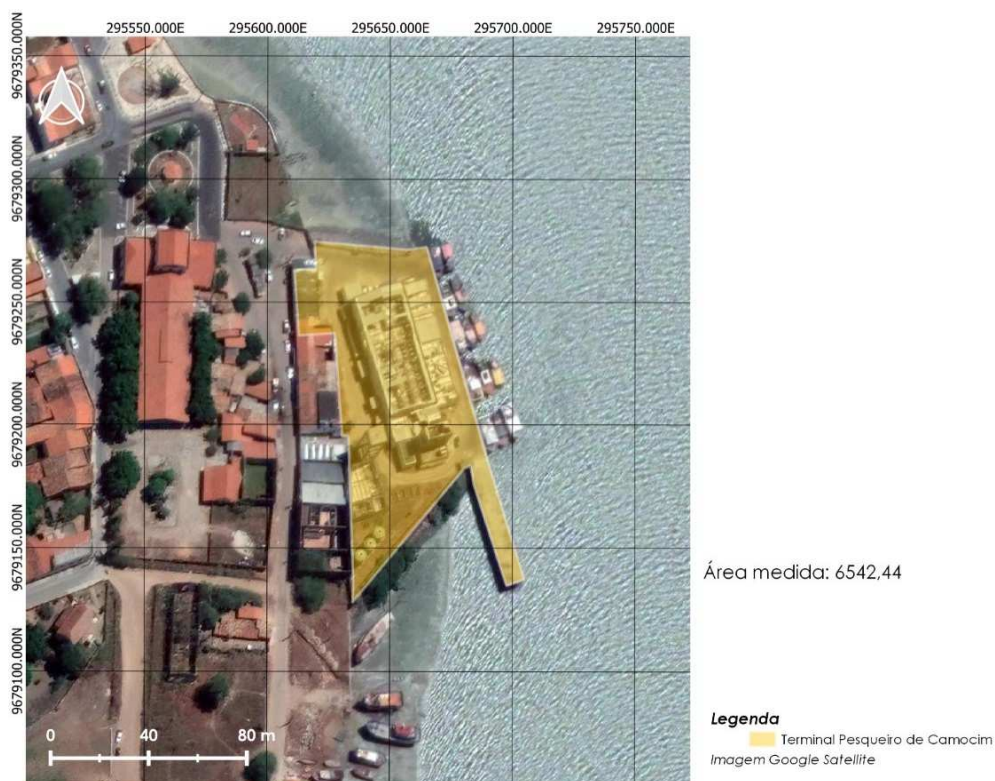 295550.000E 295600.000E 295650.000E 295700.000E 295750.000E
9679350.000N
9679300.000N
9679250.000N
9679200.000N
9679150.000N
9679100.000N
0 40 80 m
Área medida: 6542,44
Legenda
Terminal Pesqueiro de Camocim
Imagem Google Satellite